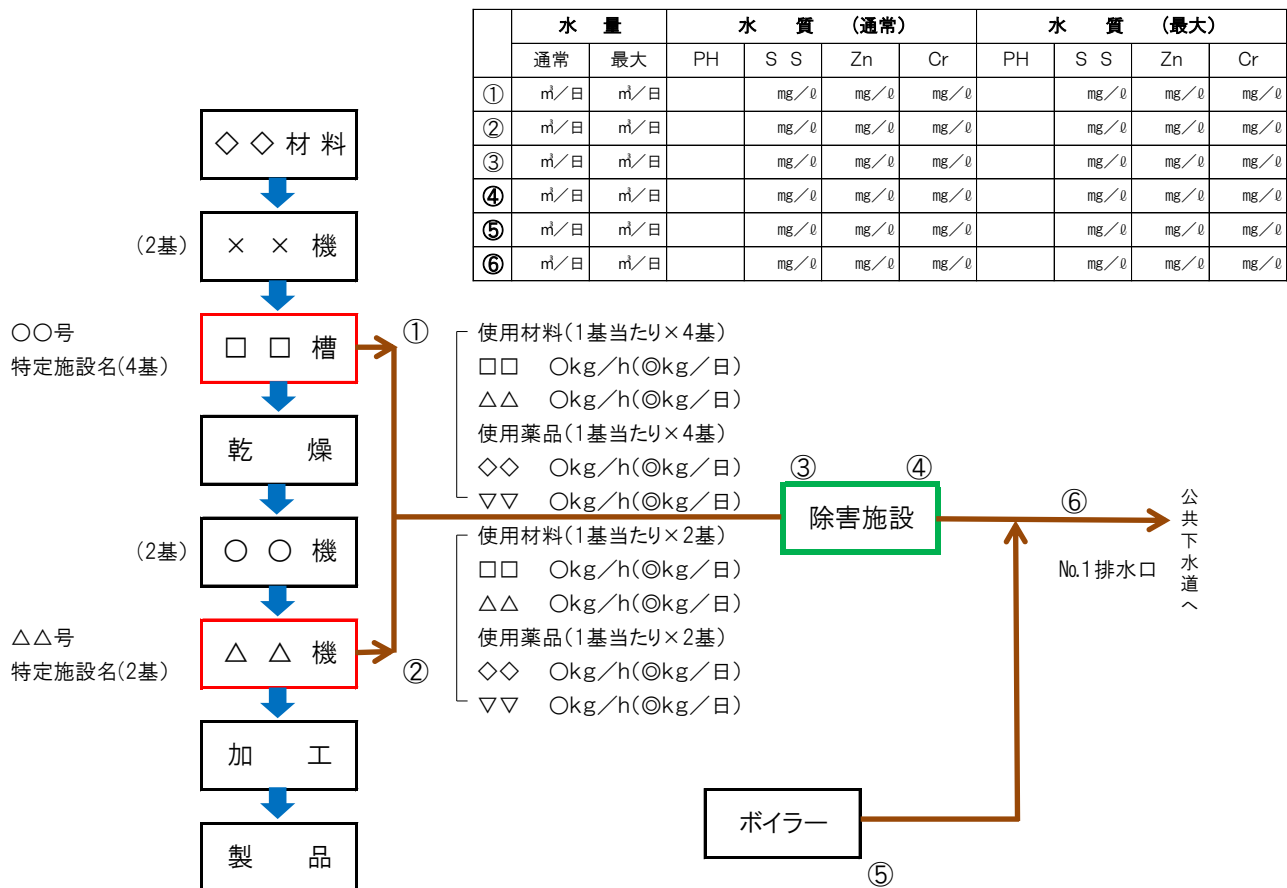 水 量 水 質 (通常) 水 質 (最大)
通常 最大 PH S S Zn Cr PH S S Zn Cr
① ㎥/日 ㎥/日 mg/ℓ mg/ℓ mg/ℓ mg/ℓ mg/ℓ mg/ℓ
② ㎥/日 ㎥/日 mg/ℓ mg/ℓ mg/ℓ mg/ℓ mg/ℓ mg/ℓ
③ ㎥/日 ㎥/日 mg/ℓ mg/ℓ mg/ℓ mg/ℓ mg/ℓ mg/ℓ
④ ㎥/日 ㎥/日 mg/ℓ mg/ℓ mg/ℓ mg/ℓ mg/ℓ mg/ℓ
⑤ ㎥/日 ㎥/日 mg/ℓ mg/ℓ mg/ℓ mg/ℓ mg/ℓ mg/ℓ
⑥ ㎥/日 ㎥/日 mg/ℓ mg/ℓ mg/ℓ mg/ℓ mg/ℓ mg/ℓ
◇◇材料
(2基)
××機
○○号
特定施設名(4基)
□□槽
①
乾 燥
(2基)
○○機
△△号
特定施設名(2基)
△△機
②
加 工
製 品
使用材料(1基当たり×4基)
□□ ○kg/h(◎kg/日)
△△ ○kg/h(◎kg/日)
使用薬品(1基当たり×4基)
◇◇ ○kg/h(◎kg/日)
▽▽ ○kg/h(◎kg/日)
使用材料(1基当たり×2基)
□□ ○kg/h(◎kg/日)
△△ ○kg/h(◎kg/日)
使用薬品(1基当たり×2基)
◇◇ ○kg/h(◎kg/日)
▽▽ ○kg/h(◎kg/日)
③ ④
除害施設
⑥
№1排水口
公共下水道へ
ボイラー
⑤